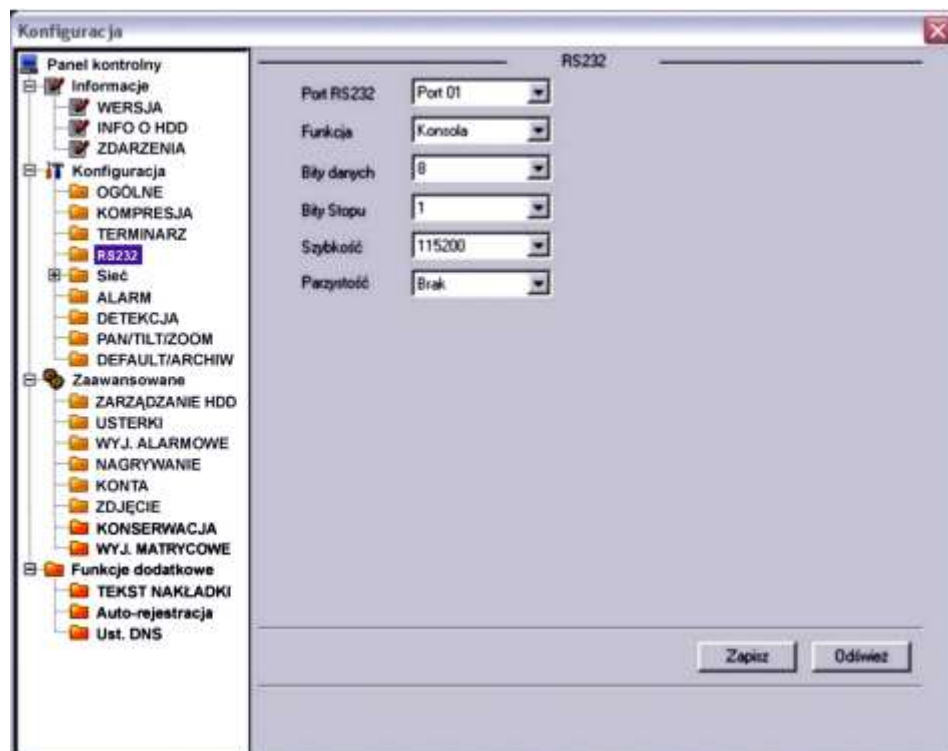 Konfiguracja
Panel kontrolny
Informacje
WERSJA
INFO O HDD
ZDARZENIA
Konfiguracja
OGÓLNE
KOMPRESJA
TERMINARZ
RS232
Sieć
ALARM
DETEKCJA
PAN/TILT/ZOOM
DEFAULT/ARCHIW
Zaawansowane
ZARZĄDZANIE HDD
USTERKI
WYJ. ALARMOWE
NAGRYWANIE
KONTA
ZDJĘCIE
KONSERWACJA
WYJ. MATRYCOWE
Funkcje dodatkowe
TEKST NAKŁADKI
Auto-rejestracja
Ust. DNS
RS232
Port RS232 Port 01
Funkcja Konsola
Bity danych 8
Bity Stopu 1
Szybkość 115200
Parzystość Brak
Zapisz Odśwież